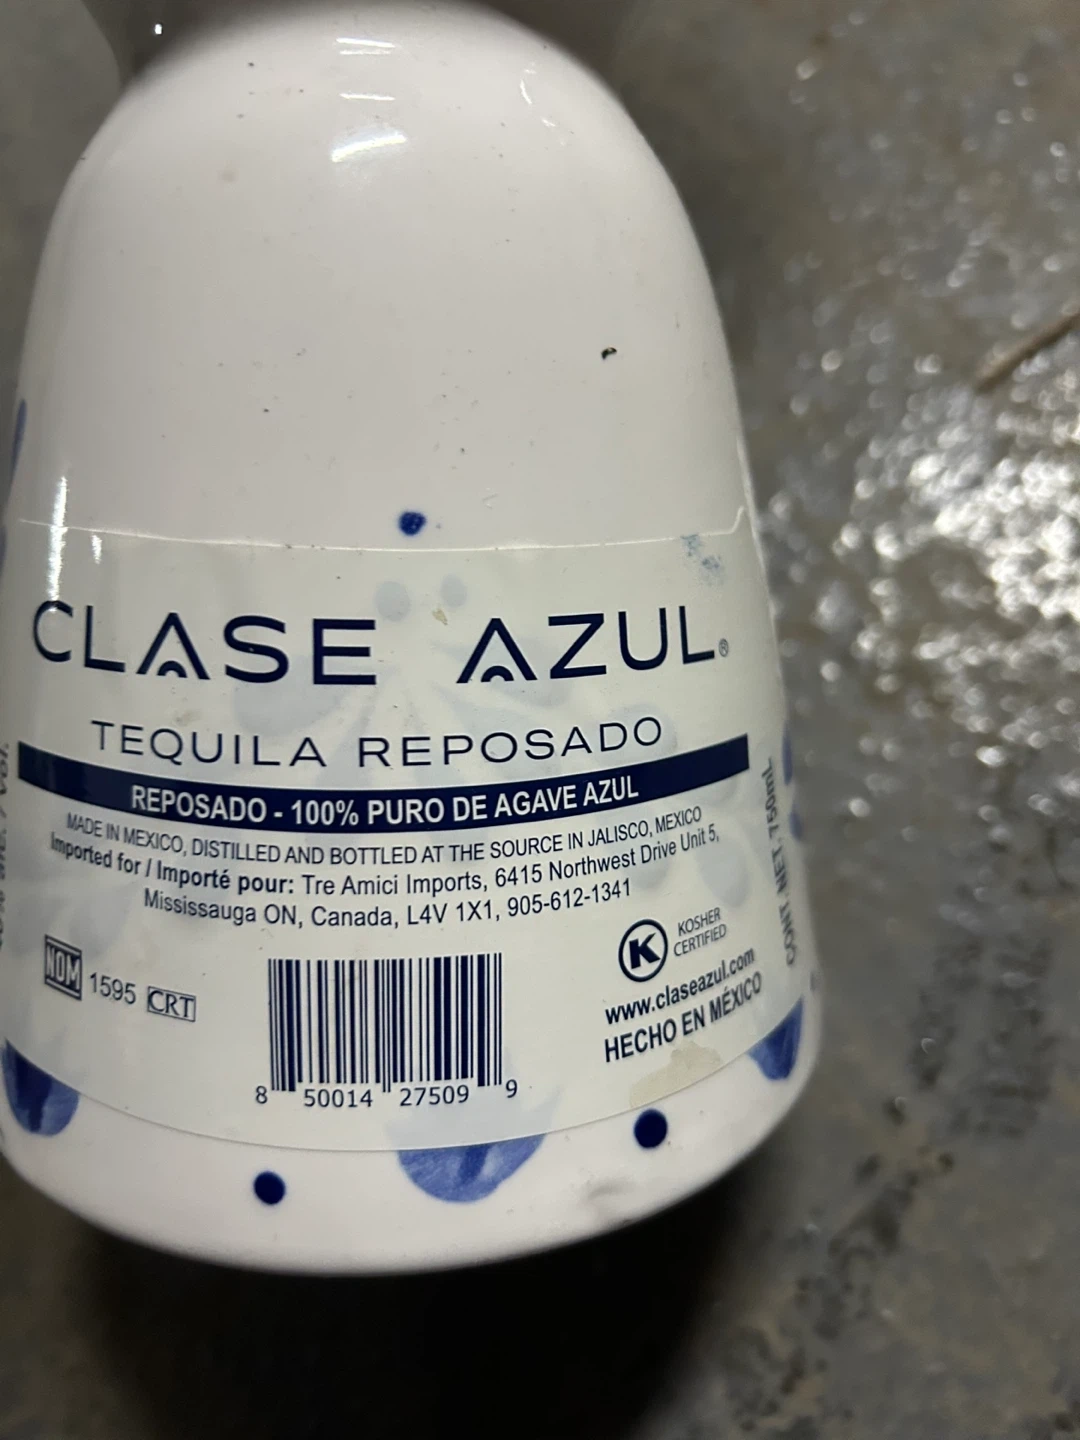 CLASE AZUL®
TEQUILA REPOSADO
REPOSADO - 100% PURO DE AGAVE AZUL
MADE IN MEXICO, DISTILLED AND BOTTLED AT THE SOURCE IN JALISCO, MEXICO
Imported for / Importé pour: Tre Amici Imports, 6415 Northwest Drive Unit 5,
Mississauga ON, Canada, L4V 1X1, 905-612-1341
NOM 1595 CRT
8 50014 27509 9
K KOSHER
CERTIFIED
www.claseazul.com
HECHO EN MÉXICO
CONT. NET. 750mL